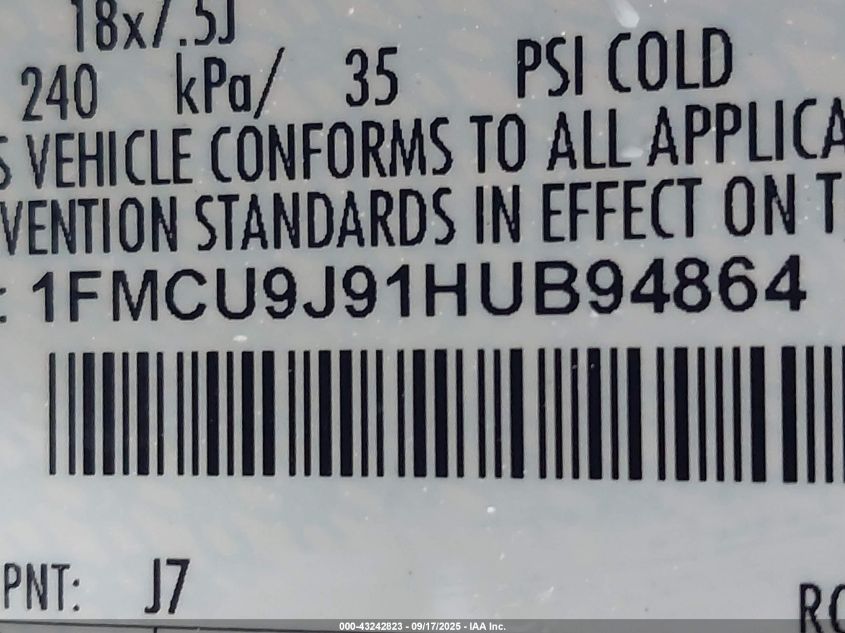 18x7.5J
240 kPa/ 35 PSI COLD
S VEHICLE CONFORMS TO ALL APPLICA
VENTION STANDARDS IN EFFECT ON T
: 1FMCU9J91HUB94864
PNT: J7
RO
000-43242823 - 09/17/2025 - IAA Inc.